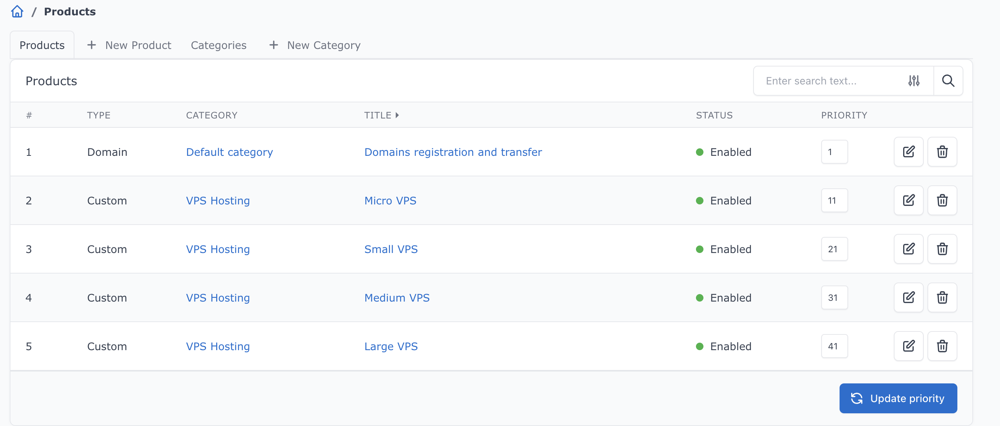 / Products
Products + New Product Categories + New Category
Products Enter search text...
# TYPE CATEGORY TITLE STATUS PRIORITY
1 Domain Default category Domains registration and transfer Enabled 1
2 Custom VPS Hosting Micro VPS Enabled 11
3 Custom VPS Hosting Small VPS Enabled 21
4 Custom VPS Hosting Medium VPS Enabled 31
5 Custom VPS Hosting Large VPS Enabled 41
Update priority